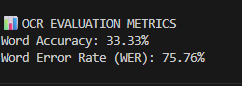 📊 OCR EVALUATION METRICS
Word Accuracy: 33.33%
Word Error Rate (WER): 75.76%